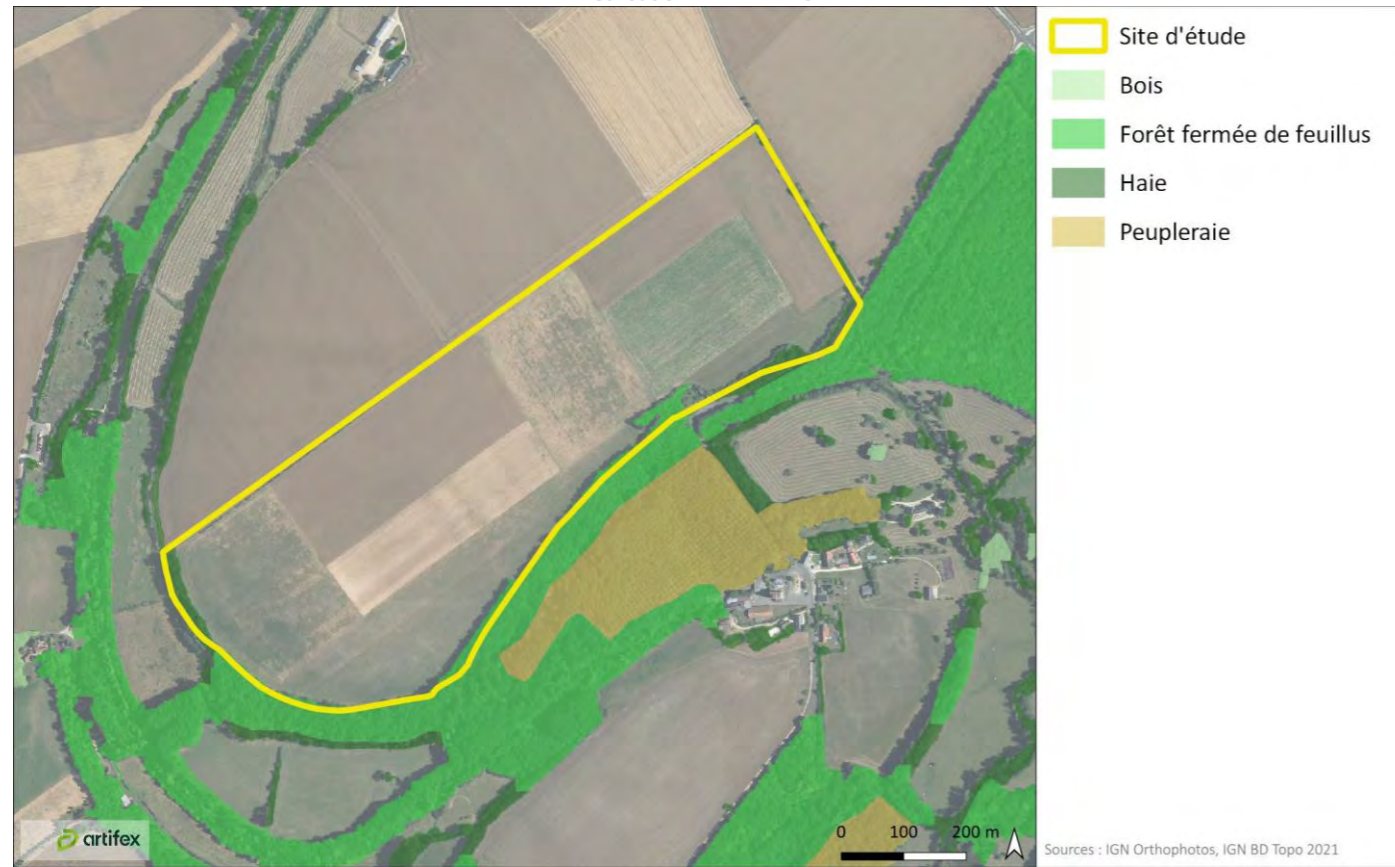 Site d'étude
Bois
Forêt fermée de feuillus
Haie
Peupleraie
artifex
0 100 200 m
Sources : IGN Orthophotos, IGN BD Topo 2021